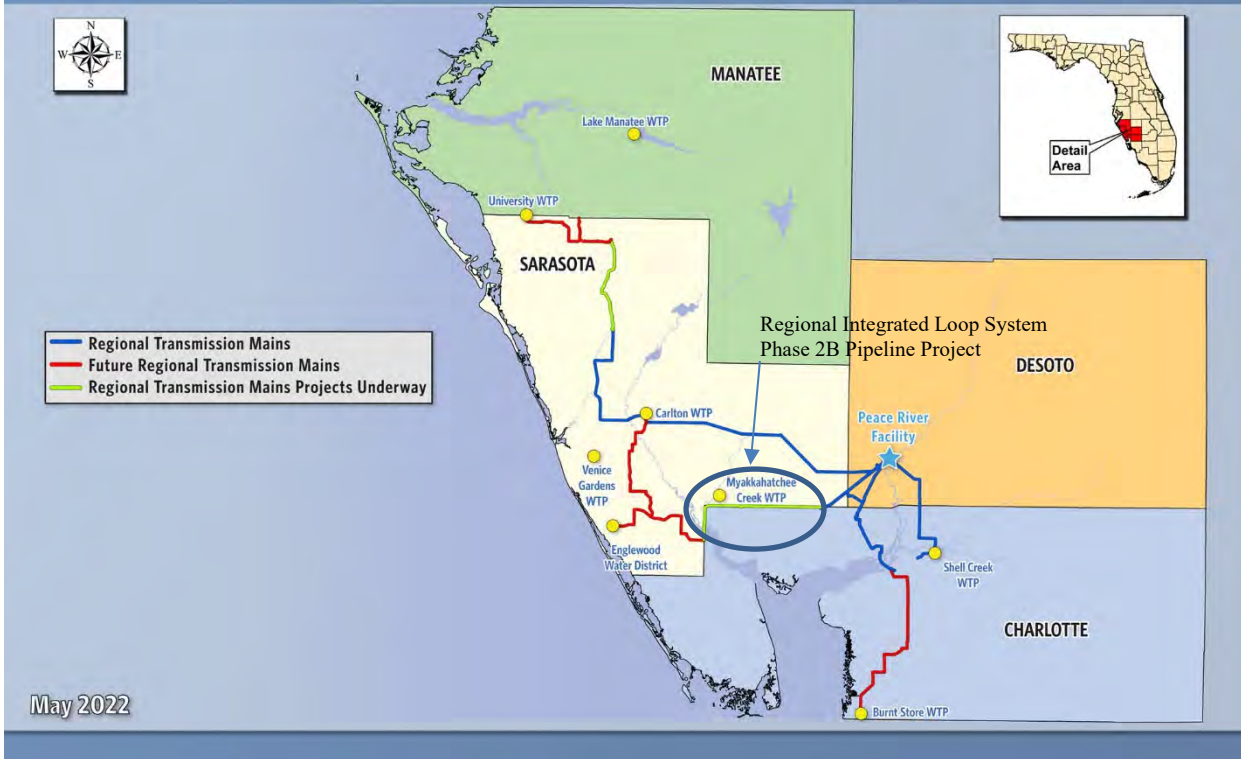 N
W E
S
MANATEE
Lake Manatee WTP
Detail
Area
University WTP
SARASOTA
Regional Transmission Mains
Future Regional Transmission Mains
Regional Transmission Mains Projects Underway
Regional Integrated Loop System
Phase 2B Pipeline Project
DESOTO
Carlton WTP
Peace River
Facility
Venice
Gardens
WTP
Myakkahatchee
Creek WTP
Englewood
Water District
Shell Creek
WTP
CHARLOTTE
May 2022
Burnt Store WTP